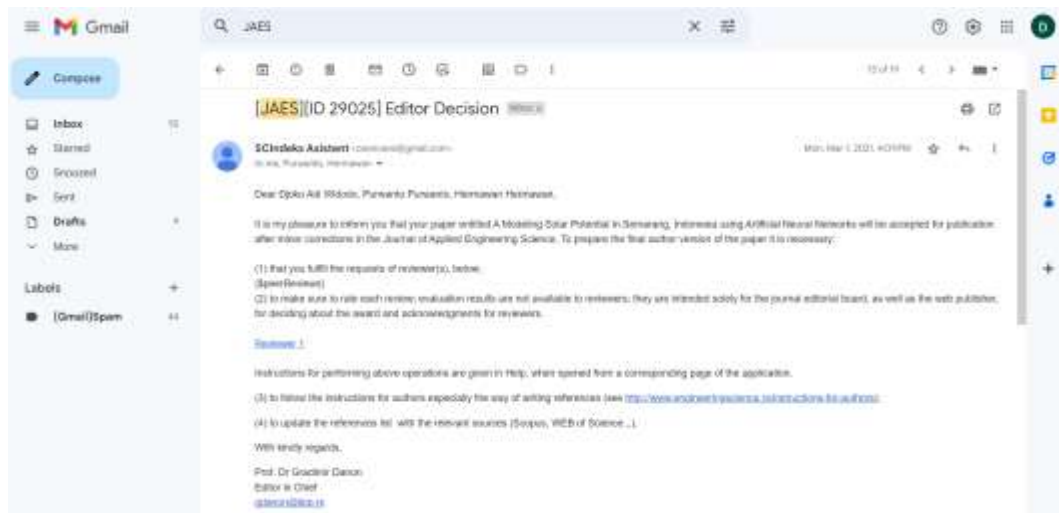 Gmail
JAES
Compose
[JAES][ID 29025] Editor Decision
Inbox
Starred
Snoozed
Sent
Drafts
More
Labels
[Gmail]Spam
SCIndeks Asistent
Mon, Mar 1, 2021,
Dear Djoko Adi Widodo, Purwanto Purwanto, Hermawan Hermawan,
It is my pleasure to inform you that your paper entitled A Modeling Solar Potential in Semarang, Indonesia using Artificial Neural Networks will be accepted for publication
after minor corrections in the Journal of Applied Engineering Science. To prepare the final author version of the paper it is necessary:
(1) that you fulfill the requests of reviewer(s), below,
{$peerReviews}
(2) to make sure to rate each review; evaluation results are not available to reviewers; they are intended solely for the journal editorial board, as well as the web publisher,
for deciding about the award and acknowledgments for reviewers.
Reviewer 1
Instructions for performing above operations are given in Help, when opened from a corresponding page of the application.
(3) to follow the instructions for authors especially the way of writing references (see
(4) to update the references list with the relevant sources (Scopus, WEB of Science...).
With kindly regards,
Prof. Dr Gradimir Danon
Editor in Chief
D